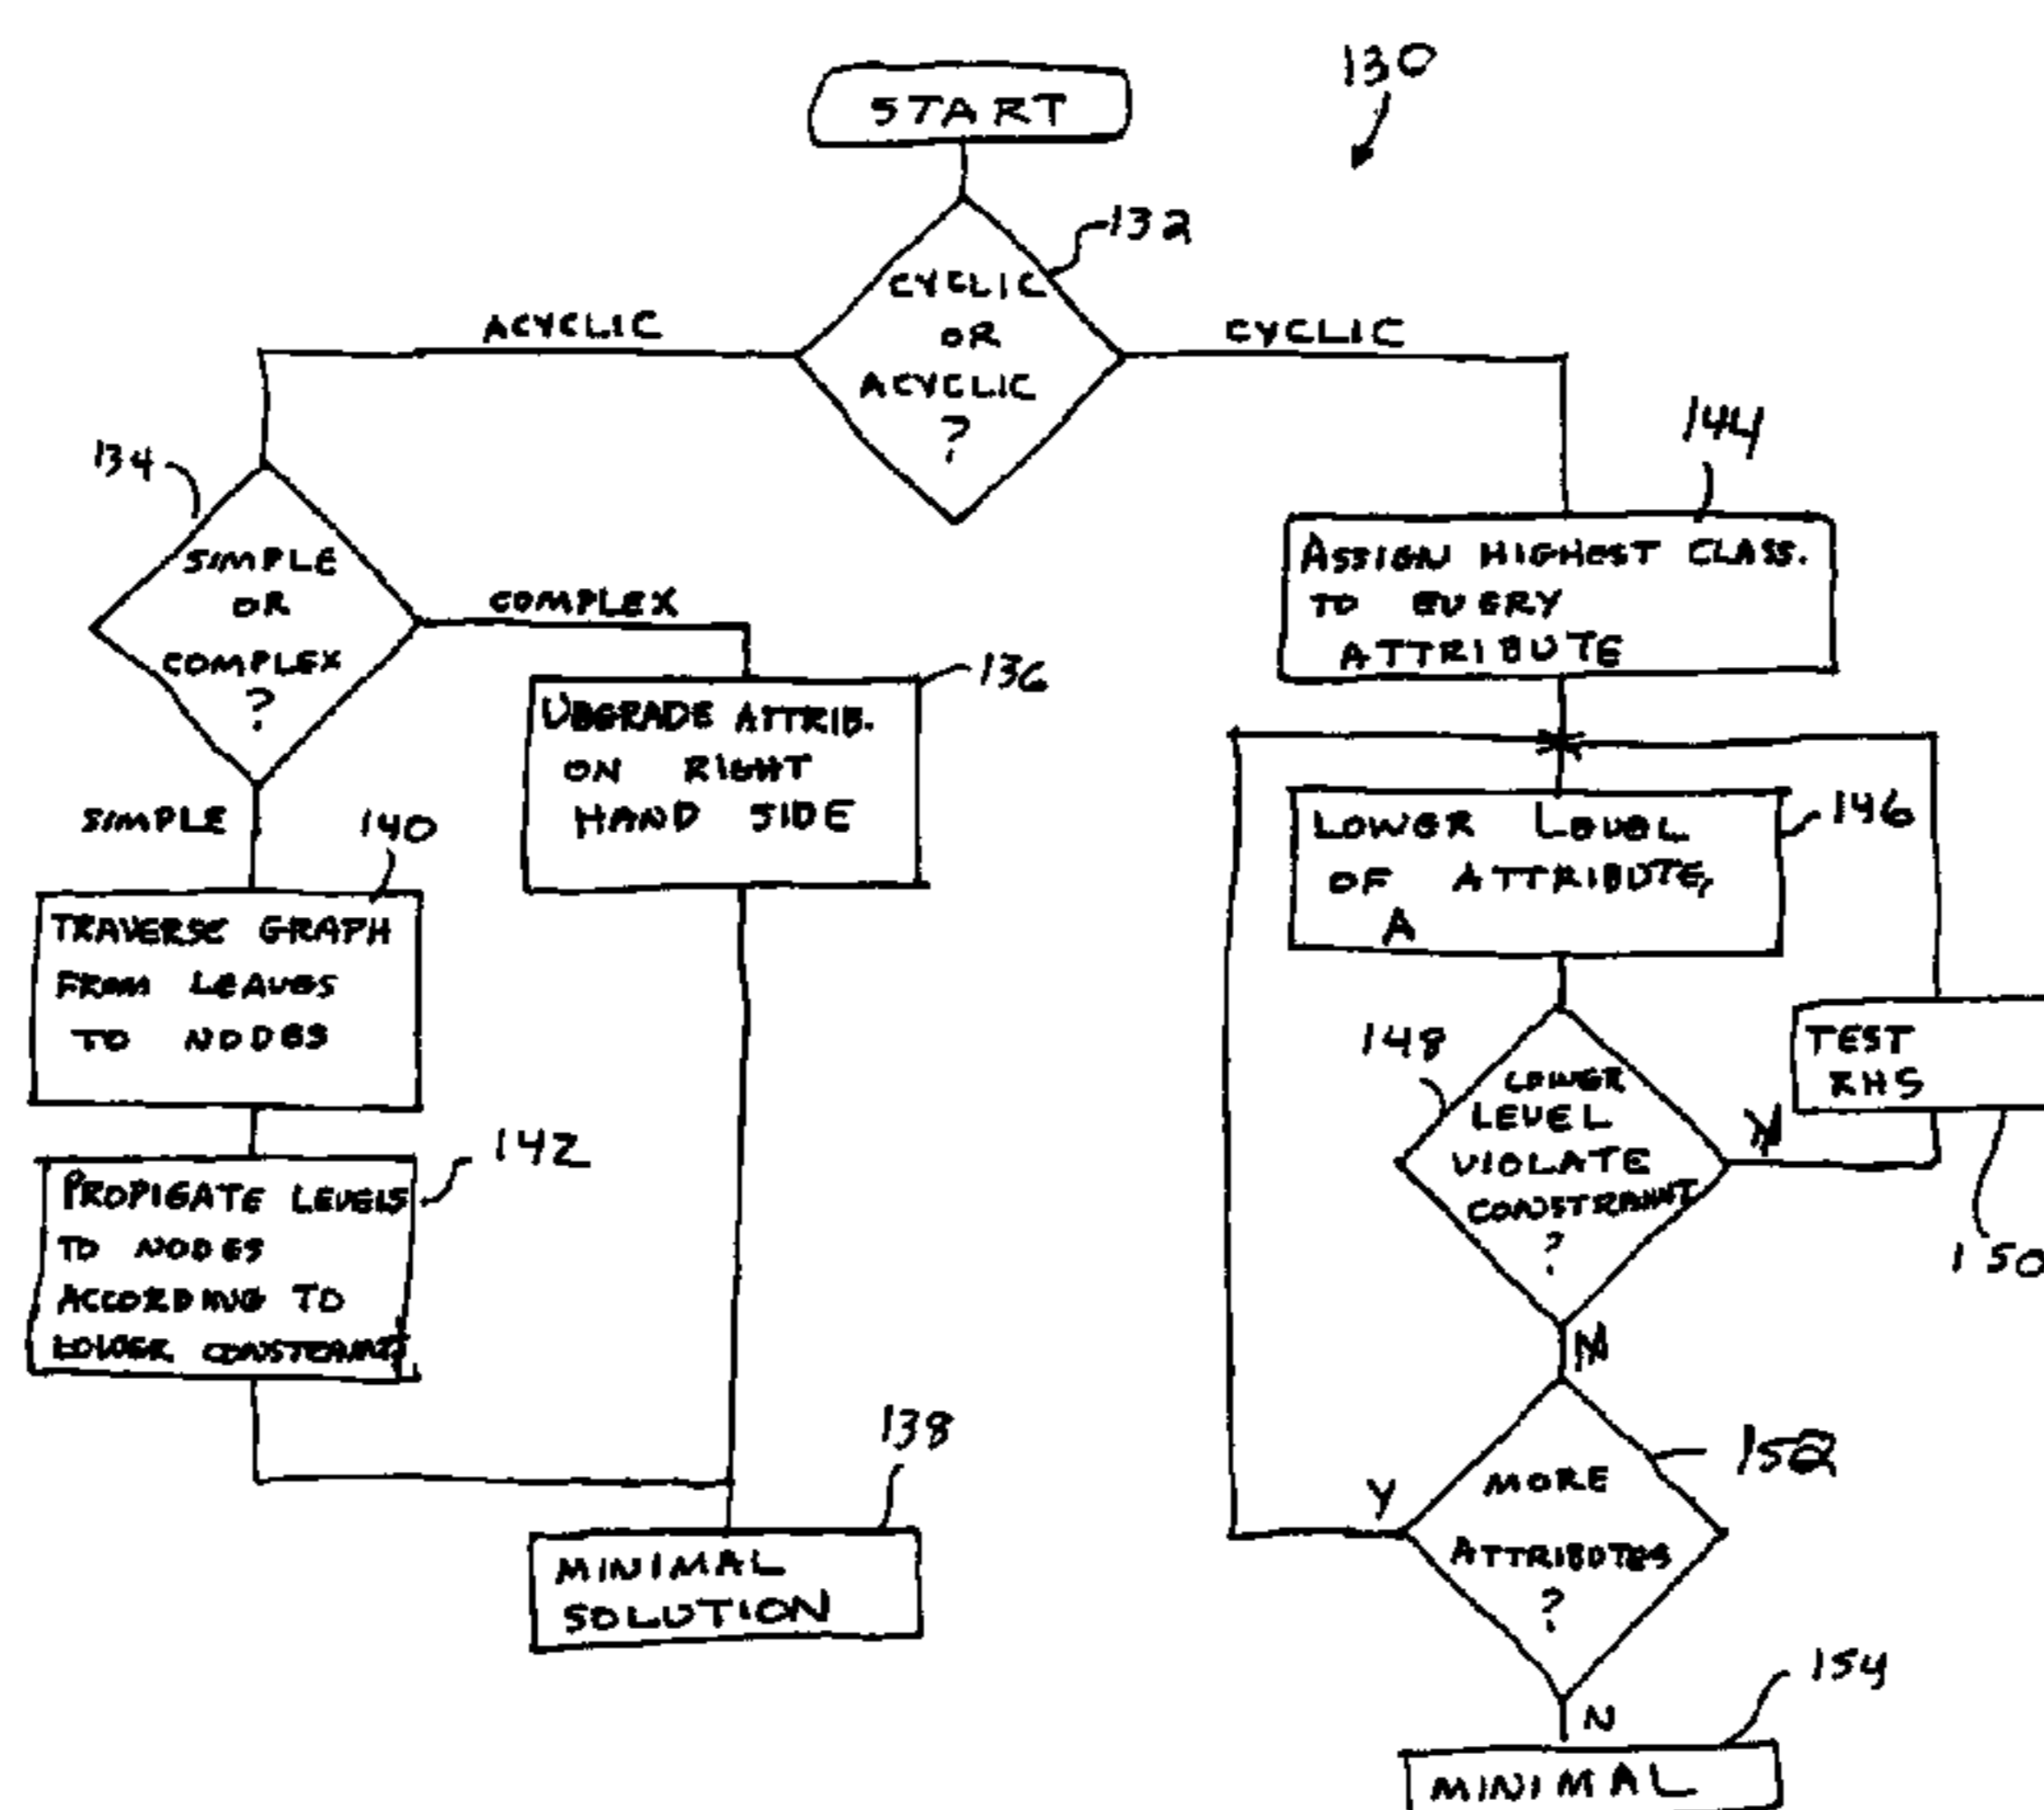 START
130
132
CYCLIC
OR
ACYCLIC
?
ACYCLIC
CYCLIC
134
SIMPLE
OR
COMPLEX
?
COMPLEX
SIMPLE
136
UPGRADE ATTRIB.
ON RIGHT
HAND SIDE
140
TRAVERSE GRAPH
FROM LEAVES
TO NODES
142
PROPIGATE LEVELS
TO NODES
ACCORDING TO
LOWER CONSTRAINTS
138
MINIMAL
SOLUTION
144
ASSIGN HIGHEST CLASS.
TO EVERY
ATTRIBUTE
146
LOWER LEVEL
OF ATTRIBUTE,
A
148
LOWER
LEVEL
VIOLATE
CONSTRAINT
?
TEST
RHS
150
N
152
MORE
ATTRIBUTES
?
Y
N
154
MINIMAL